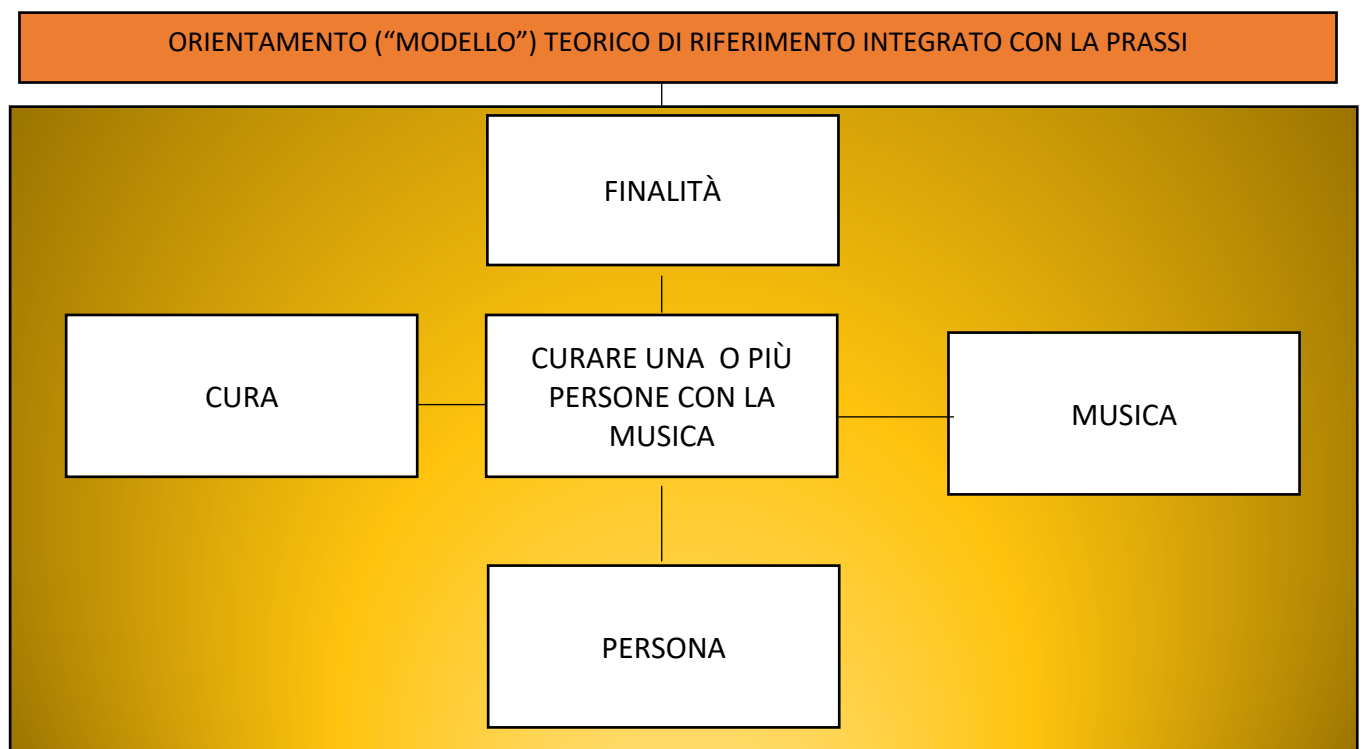 ORIENTAMENTO (“MODELLO”) TEORICO DI RIFERIMENTO INTEGRATO CON LA PRASSI
FINALITÀ
CURA
CURARE UNA  O PIÙ
PERSONE CON LA
MUSICA
MUSICA
PERSONA